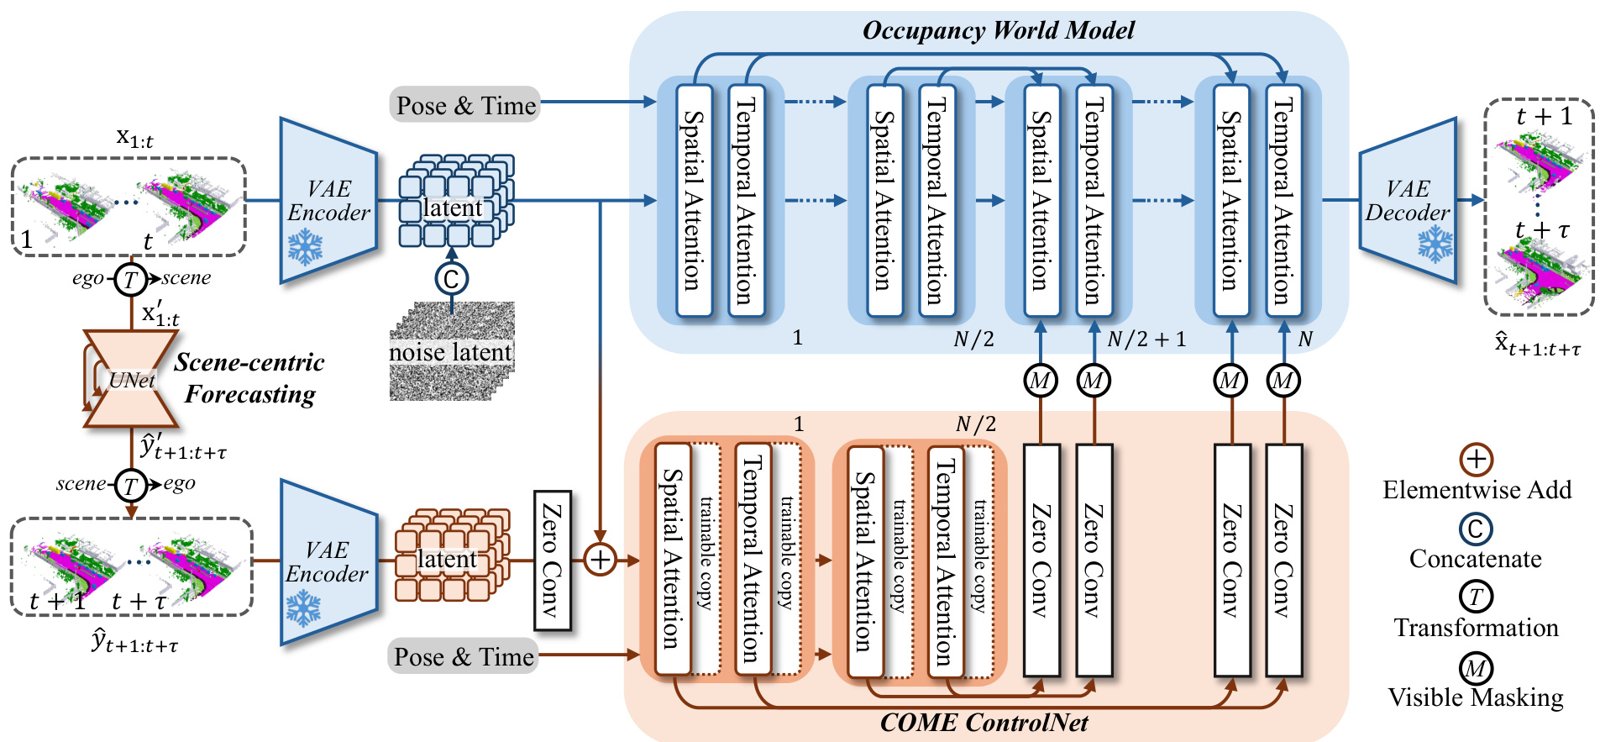 Occupancy World Model
Pose & Time
Spatial Attention
Temporal Attention
Spatial Attention
Temporal Attention
Spatial Attention
Temporal Attention
Spatial Attention
Temporal Attention
1
N/2
N/2 + 1
N
x₁:ₜ
1
...
t
VAE
Encoder
latent
C
noise latent
VAE
Decoder
t + 1
t + τ
x̂ₜ₊₁:ₜ₊τ
ego
T
scene
x′₁:ₜ
UNet
Scene-centric
Forecasting
ŷ′ₜ₊₁:ₜ₊τ
scene
T
ego
t + 1
...
t + τ
ŷₜ₊₁:ₜ₊τ
VAE
Encoder
latent
Zero Conv
+
Pose & Time
M
M
M
M
1
N/2
Spatial Attention
trainable copy
Temporal Attention
trainable copy
Spatial Attention
trainable copy
Temporal Attention
trainable copy
Zero Conv
Zero Conv
Zero Conv
Zero Conv
COME ControlNet
+
Elementwise Add
C
Concatenate
T
Transformation
M
Visible Masking